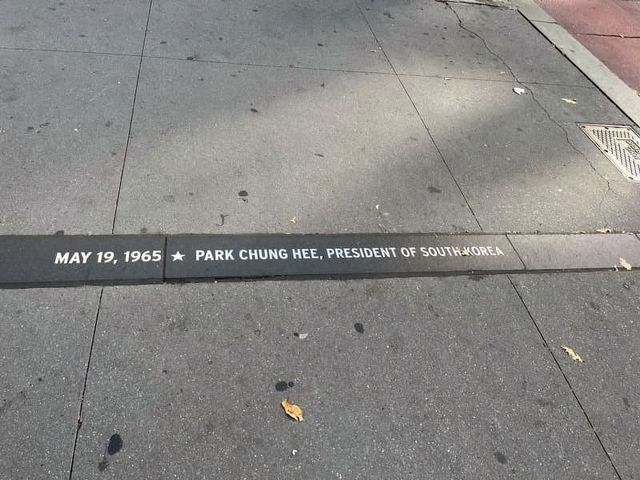 MAY 19, 1965 ★ PARK CHUNG HEE, PRESIDENT OF SOUTH KOREA